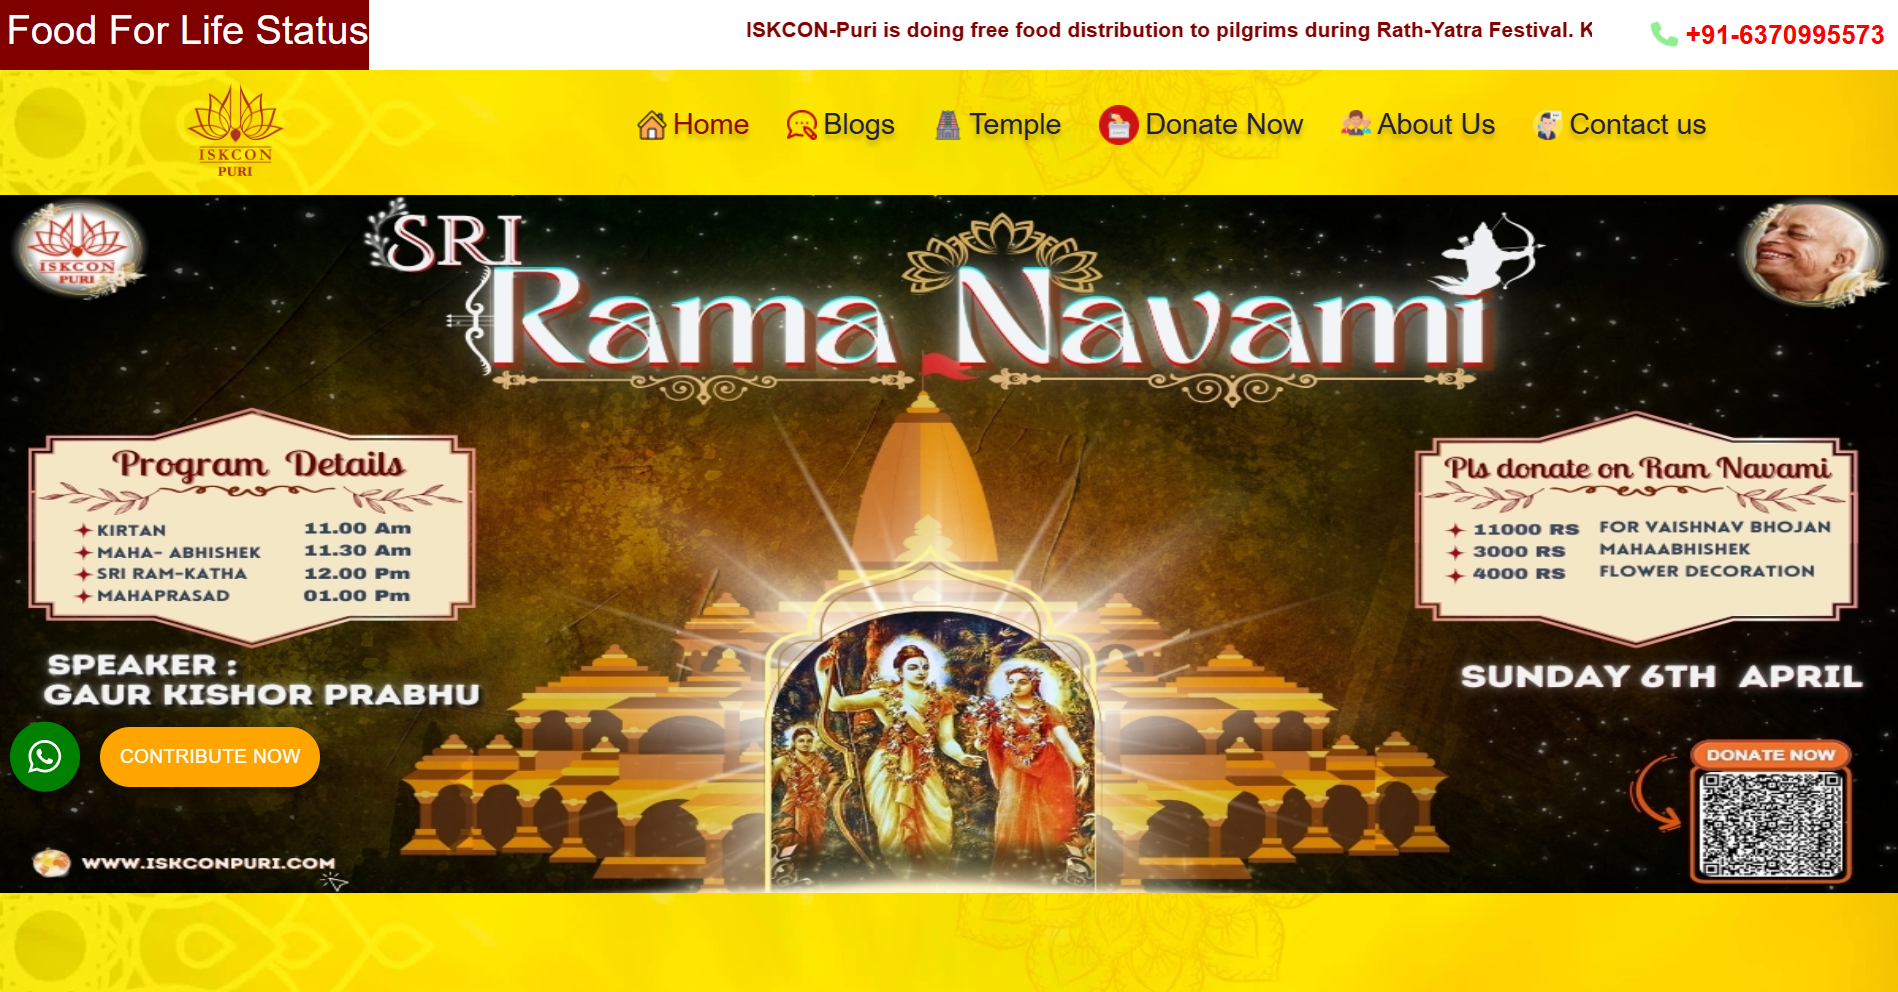 Food For Life Status
ISKCON-Puri is doing free food distribution to pilgrims during Rath-Yatra Festival. K
+91-6370995573
ISKCON
PURI
Home
Blogs
Temple
Donate Now
About Us
Contact us
ISKCON
PURI
SRI
Rama Navami
Program Details
KIRTAN 11.00 Am
MAHA- ABHISHEK 11.30 Am
SRI RAM-KATHA 12.00 Pm
MAHAPRASAD 01.00 Pm
Pls donate on Ram Navami
11000 RS FOR VAISHNAV BHOJAN
3000 RS MAHAABHISHEK
4000 RS FLOWER DECORATION
SPEAKER :
GAUR KISHOR PRABHU
SUNDAY 6TH APRIL
CONTRIBUTE NOW
DONATE NOW
WWW.ISKCONPURI.COM